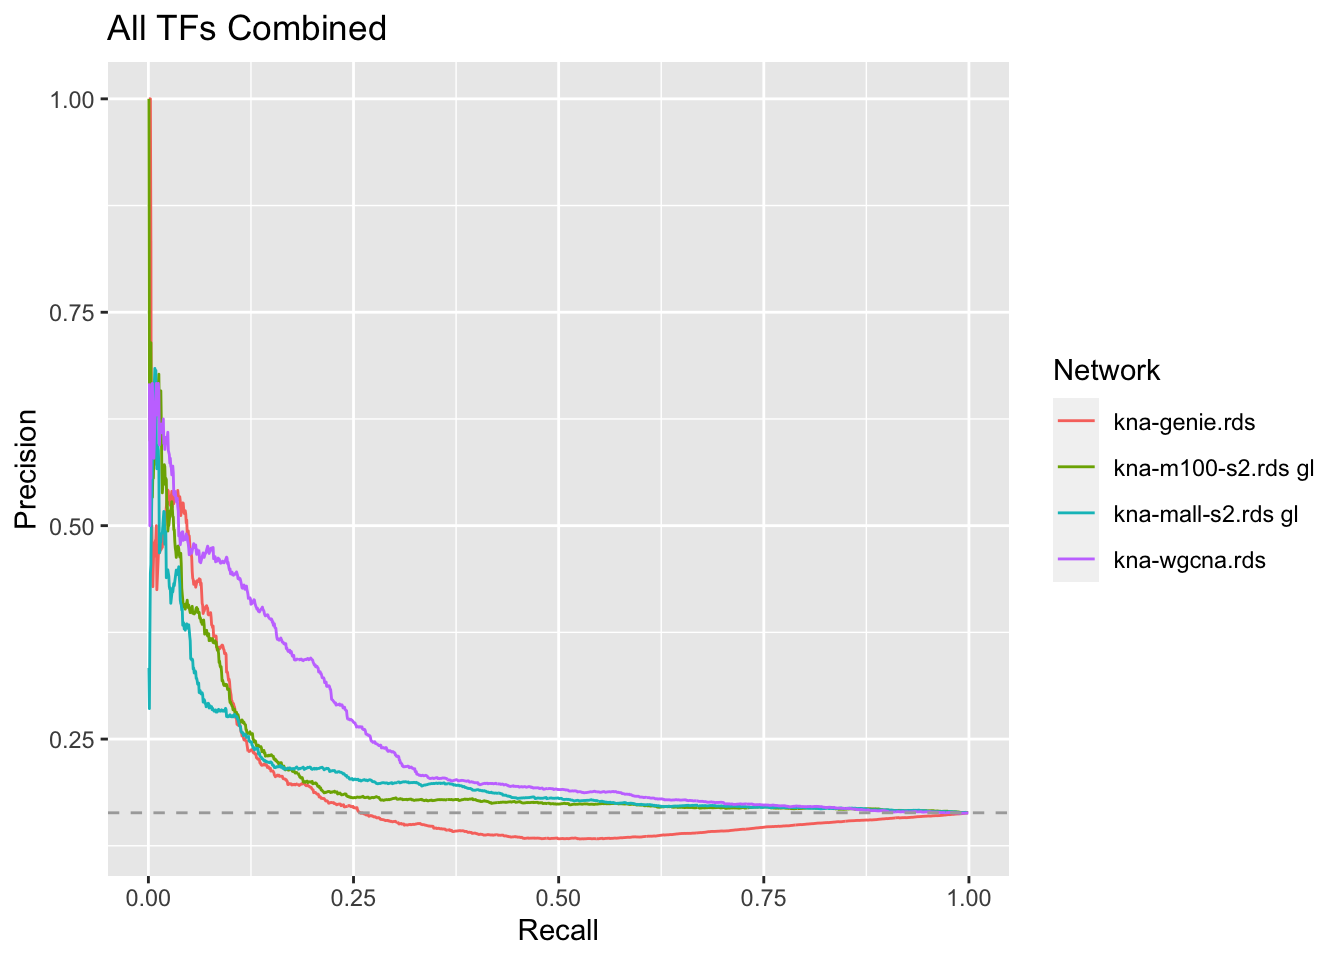 All TFs Combined
1.00
0.75
0.50
0.25
Precision
0.00 0.25 0.50 0.75 1.00
Recall
Network
kna-genie.rds
kna-m100-s2.rds gl
kna-mall-s2.rds gl
kna-wgcna.rds